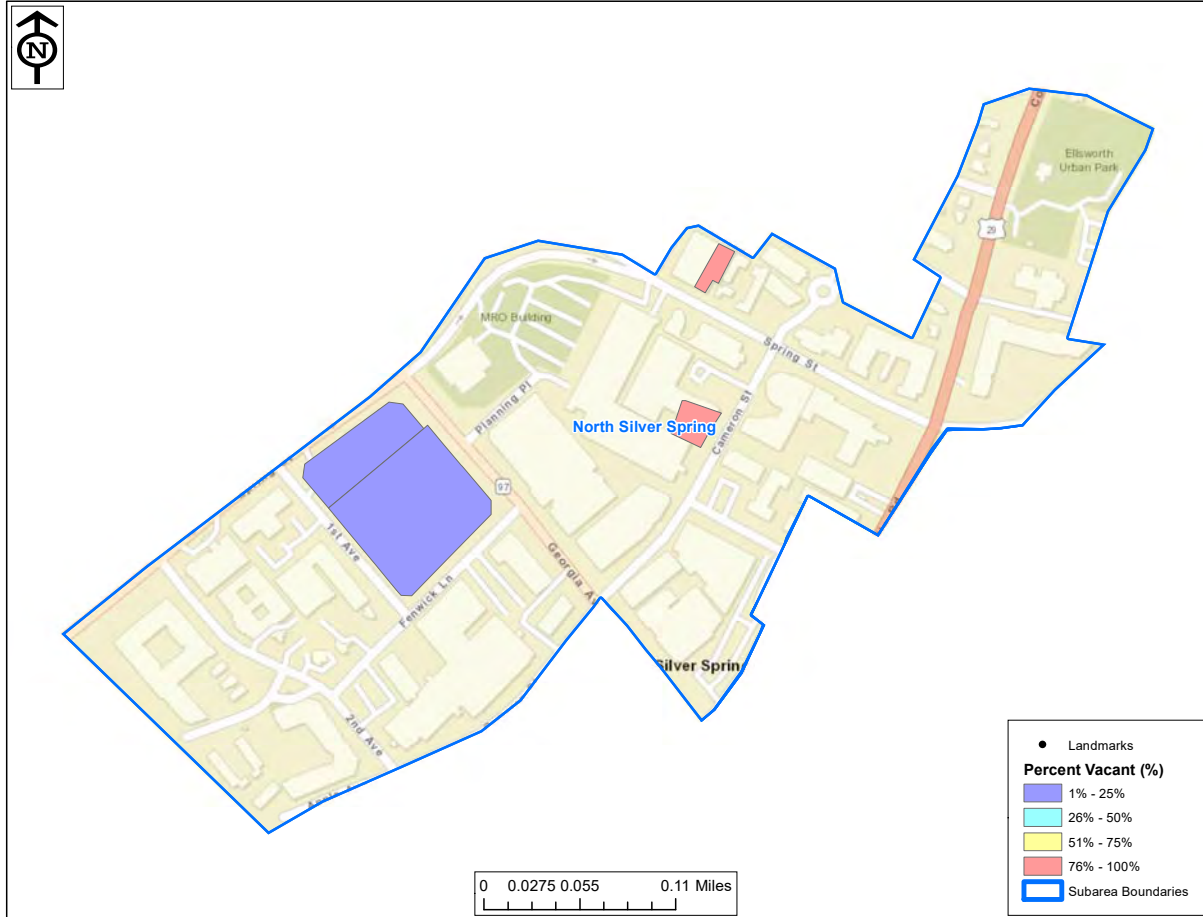 N
Ellsworth
Urban Park
29
MRO Building
Spring St
Planning Pl
Cameron St
North Silver Spring
97
1st Ave
Georgia Av
Fenwick Ln
Silver Spring
2nd Ave
Landmarks
Percent Vacant (%)
1% - 25%
26% - 50%
51% - 75%
76% - 100%
Subarea Boundaries
0 0.0275 0.055 0.11 Miles